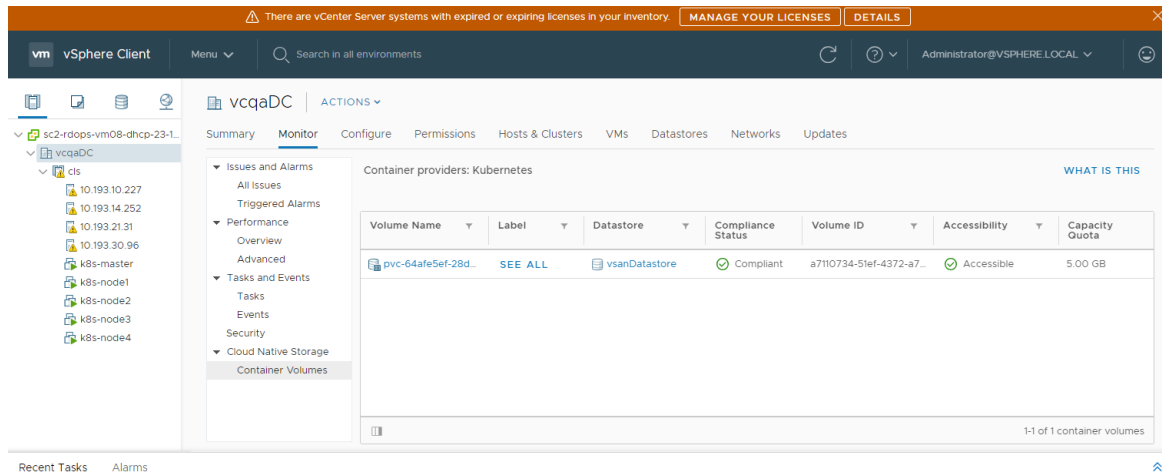 There are vCenter Server systems with expired or expiring licenses in your inventory. MANAGE YOUR LICENSES DETAILS
vm vSphere Client Menu Search in all environments Administrator@VSPHERE.LOCAL
vcqaDC ACTIONS
Summary Monitor Configure Permissions Hosts & Clusters VMs Datastores Networks Updates
sc2-rdops-vm08-dhcp-23-1...
vcqaDC
cls
10.193.10.227
10.193.14.252
10.193.21.31
10.193.30.96
k8s-master
k8s-node1
k8s-node2
k8s-node3
k8s-node4
Issues and Alarms
All Issues
Triggered Alarms
Performance
Overview
Advanced
Tasks and Events
Tasks
Events
Security
Cloud Native Storage
Container Volumes
Container providers: Kubernetes WHAT IS THIS
Volume Name Label Datastore Compliance Status Volume ID Accessibility Capacity Quota
pvc-64afe5ef-28d... SEE ALL vsanDatastore Compliant a7110734-51ef-4372-a7... Accessible 5.00 GB
1-1 of 1 container volumes
Recent Tasks Alarms